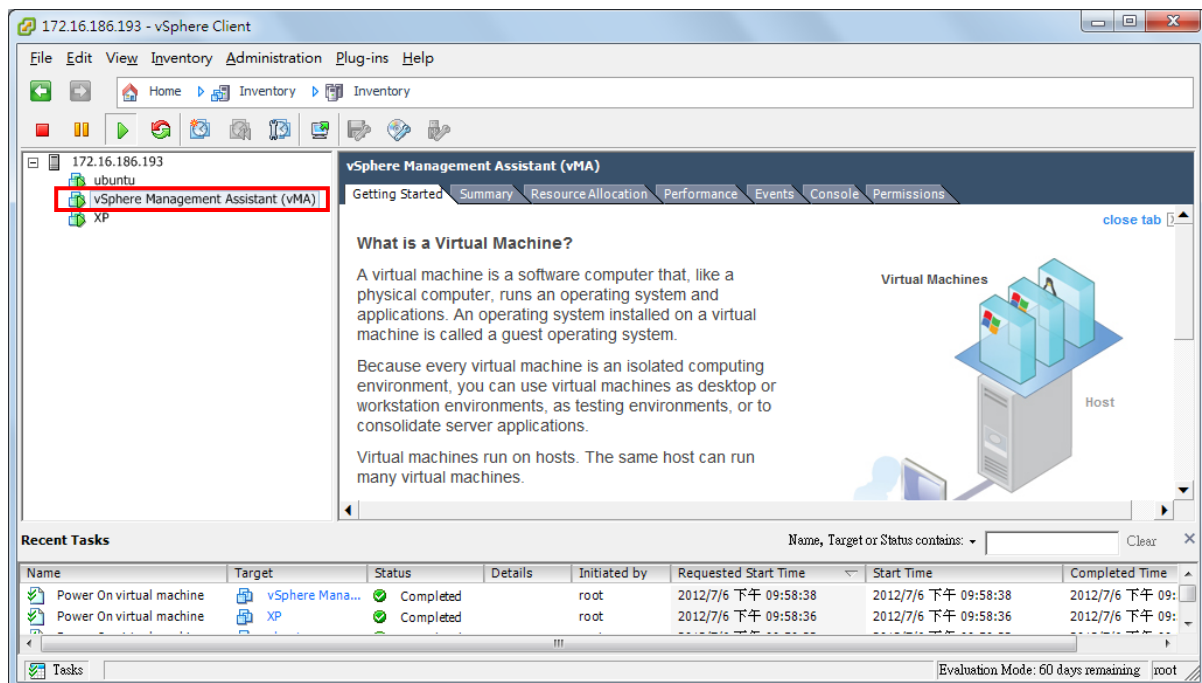 172.16.186.193 - vSphere Client
File Edit View Inventory Administration Plug-ins Help
Home Inventory Inventory
172.16.186.193
ubuntu
vSphere Management Assistant (vMA)
XP
vSphere Management Assistant (vMA)
Getting Started Summary Resource Allocation Performance Events Console Permissions
close tab
What is a Virtual Machine?
A virtual machine is a software computer that, like a
physical computer, runs an operating system and
applications. An operating system installed on a virtual
machine is called a guest operating system.
Because every virtual machine is an isolated computing
environment, you can use virtual machines as desktop or
workstation environments, as testing environments, or to
consolidate server applications.
Virtual machines run on hosts. The same host can run
many virtual machines.
Virtual Machines
Host
Recent Tasks Name, Target or Status contains: Clear
Name Target Status Details Initiated by Requested Start Time Start Time Completed Time
Power On virtual machine vSphere Mana... Completed root 2012/7/6 下午 09:58:38 2012/7/6 下午 09:58:38 2012/7/6 下午 09:
Power On virtual machine XP Completed root 2012/7/6 下午 09:58:36 2012/7/6 下午 09:58:36 2012/7/6 下午 09:
Tasks Evaluation Mode: 60 days remaining root